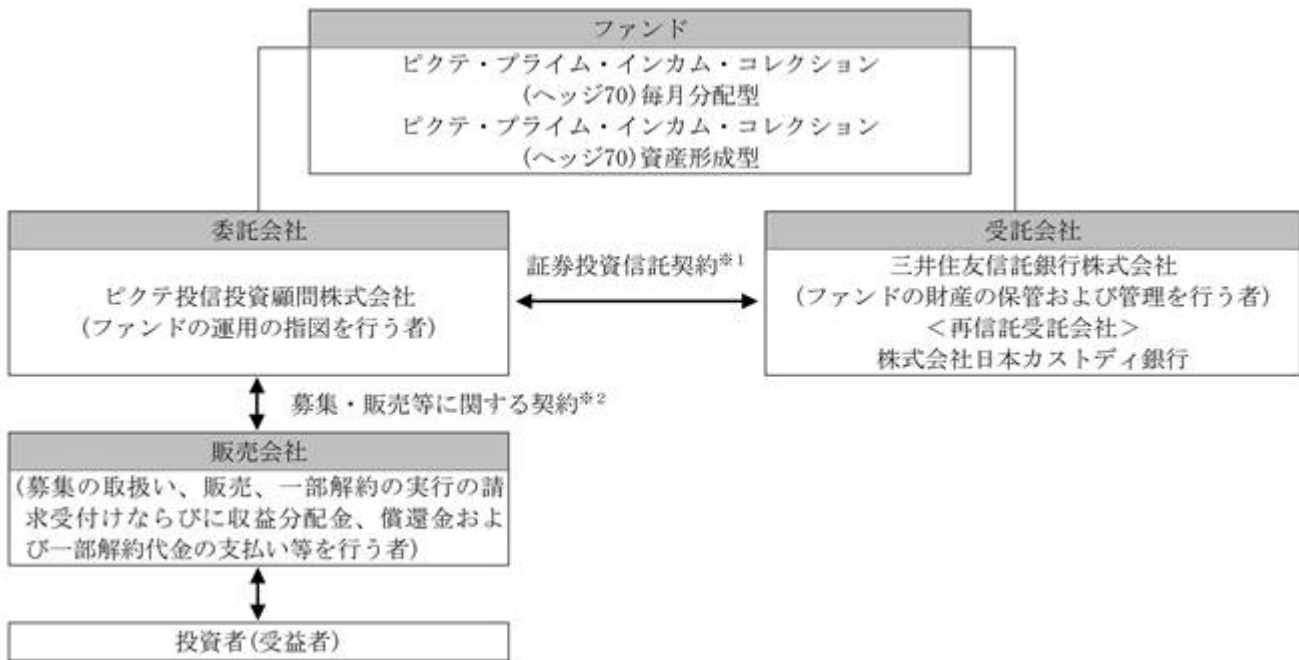 ファンド
ピクテ・プライム・インカム・コレクション
(ヘッジ70)毎月分配型
ピクテ・プライム・インカム・コレクション
(ヘッジ70)資産形成型
委託会社
ピクテ投信投資顧問株式会社
(ファンドの運用の指図を行う者)
証券投資信託契約※1
受託会社
三井住友信託銀行株式会社
(ファンドの財産の保管および管理を行う者)
<再信託受託会社>
株式会社日本カストディ銀行
募集・販売等に関する契約※2
販売会社
(募集の取扱い、販売、一部解約の実行の請
求受付けならびに収益分配金、償還金およ
び一部解約代金の支払い等を行う者)
投資者(受益者)